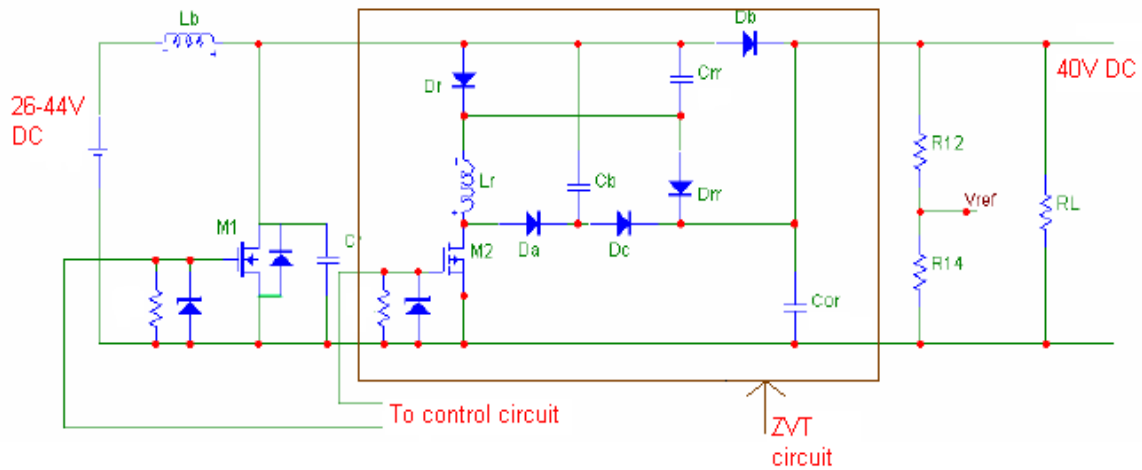 Lb
Db
26-44V
DC
40V DC
Dr
Crr
R12
Lr
Cb
Drr
Vref
RL
M1
C
M2
Da
Dc
R14
Cor
To control circuit
ZVT
circuit